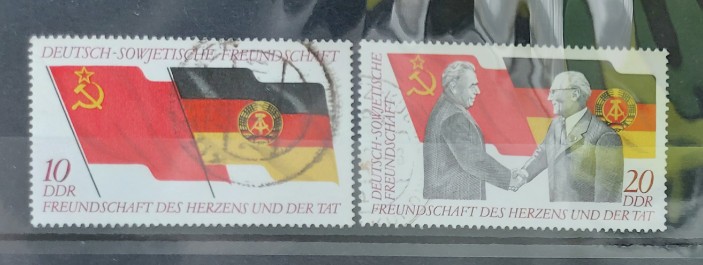 DEUTSCH-SOWJETISCHE FREUNDSCHAFT
10
DDR
FREUNDSCHAFT DES HERZENS UND DER TAT
DEUTSCH-SOWJETISCHE
FREUNDSCHAFT
20
DDR
FREUNDSCHAFT DES HERZENS UND DER TAT